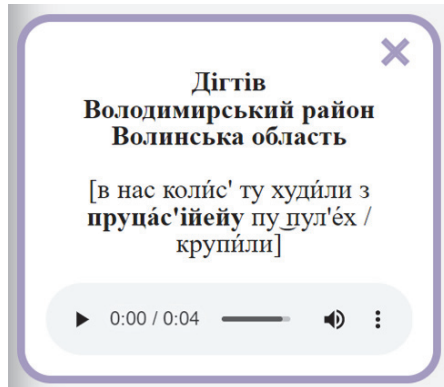 Дігтів
Володимирський район
Волинська область
[в нас коли́с' ту худи́ли з
пруца́с'ійейу пу‿пул'е́х /
крупи́ли]
0:00 / 0:04